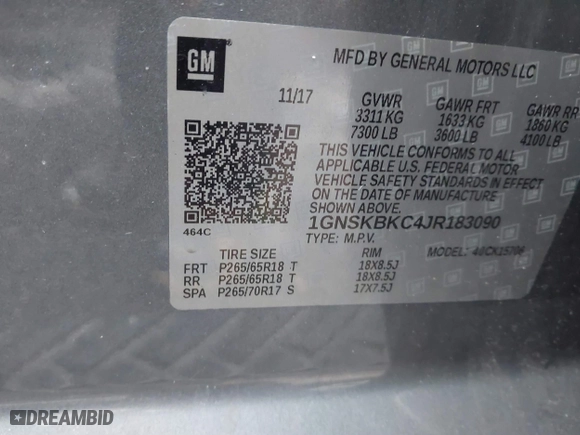 GM
MFD BY GENERAL MOTORS LLC
11/17
GVWR GAWR FRT GAWR RR
3311 KG 1633 KG 1860 KG
7300 LB 3600 LB 4100 LB
THIS VEHICLE CONFORMS TO ALL
APPLICABLE U.S. FEDERAL MOTOR
VEHICLE SAFETY STANDARDS IN EFFECT
ON THE DATE OF MANUFACTURE
SHOWN ABOVE.
1GNSKBKC4JR183090
464C
TYPE: M.P.V. MODEL:
TIRE SIZE RIM
FRT P265/65R18 T 18X8.5J
RR P265/65R18 T 18X8.5J
SPA P265/70R17 S 17X7.5J
DREAMBID